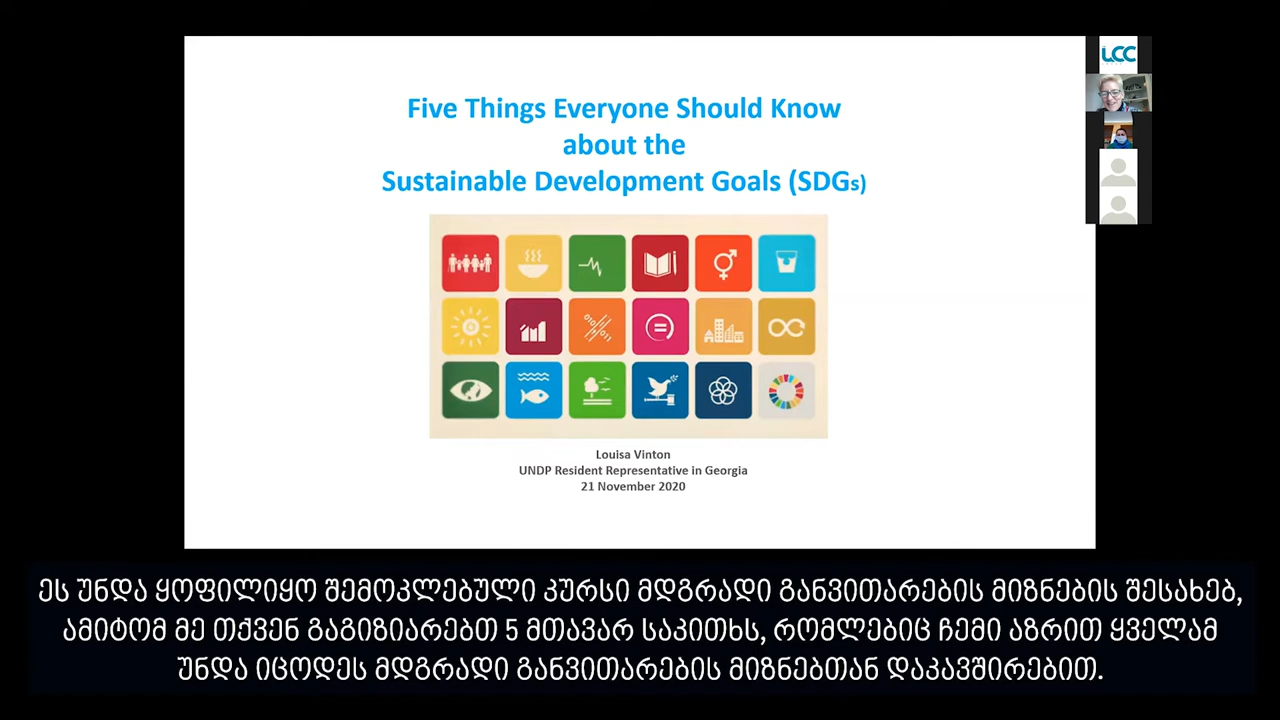 Five Things Everyone Should Know
about the
Sustainable Development Goals (SDGs)
LCC
Louisa Vinton
UNDP Resident Representative in Georgia
21 November 2020
ეს უნდა ყოფილიყო შემოკლებული კურსი მდგრადი განვითარების მიზნების შესახებ,
ამიტომ მე თქვენ გაგიზიარებთ 5 მთავარ საკითხს, რომლებიც ჩემი აზრით ყველამ
უნდა იცოდეს მდგრადი განვითარების მიზნებთან დაკავშირებით.